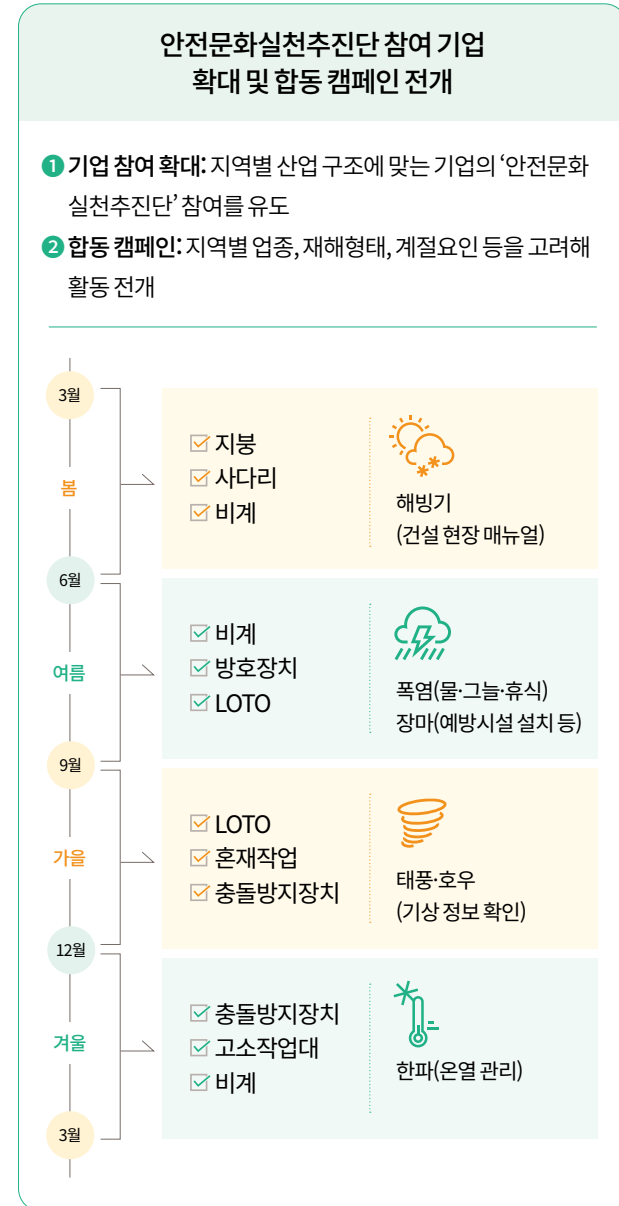 안전문화실천추진단 참여 기업
확대 및 합동 캠페인 전개
1 기업 참여 확대: 지역별 산업 구조에 맞는 기업의 ‘안전문화
실천추진단’ 참여를 유도
2 합동 캠페인: 지역별 업종, 재해형태, 계절요인 등을 고려해
활동 전개
3월
봄
지붕
사다리
비계
해빙기
(건설 현장 매뉴얼)
6월
여름
비계
방호장치
LOTO
폭염(물·그늘·휴식)
장마(예방시설 설치 등)
9월
가을
LOTO
혼재작업
충돌방지장치
태풍·호우
(기상 정보 확인)
12월
겨울
충돌방지장치
고소작업대
비계
한파(온열 관리)
3월